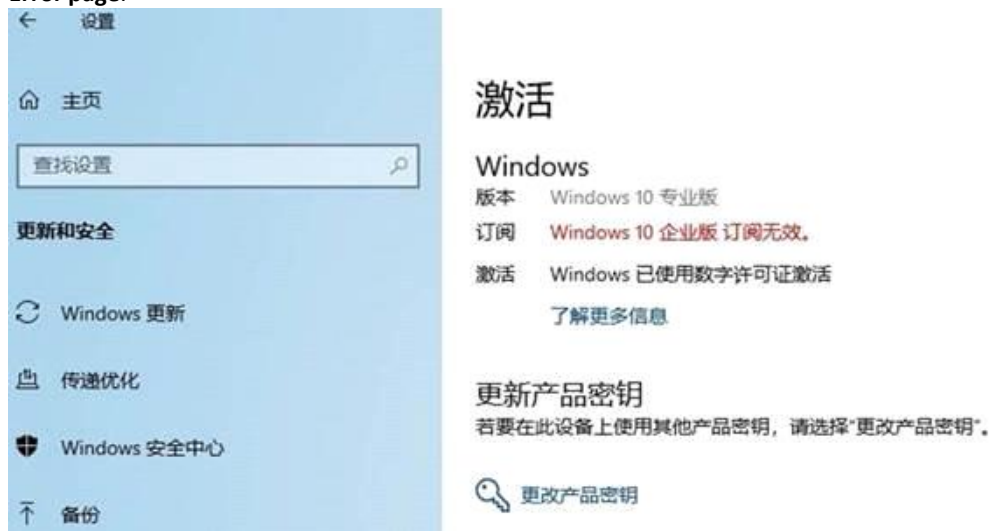 设置
主页
查找设置
更新和安全
Windows 更新
传递优化
Windows 安全中心
备份
激活
Windows
版本 Windows 10 专业版
订阅 Windows 10 企业版 订阅无效。
激活 Windows 已使用数字许可证激活
了解更多信息
更新产品密钥
若要在此设备上使用其他产品密钥，请选择"更改产品密钥"。
更改产品密钥